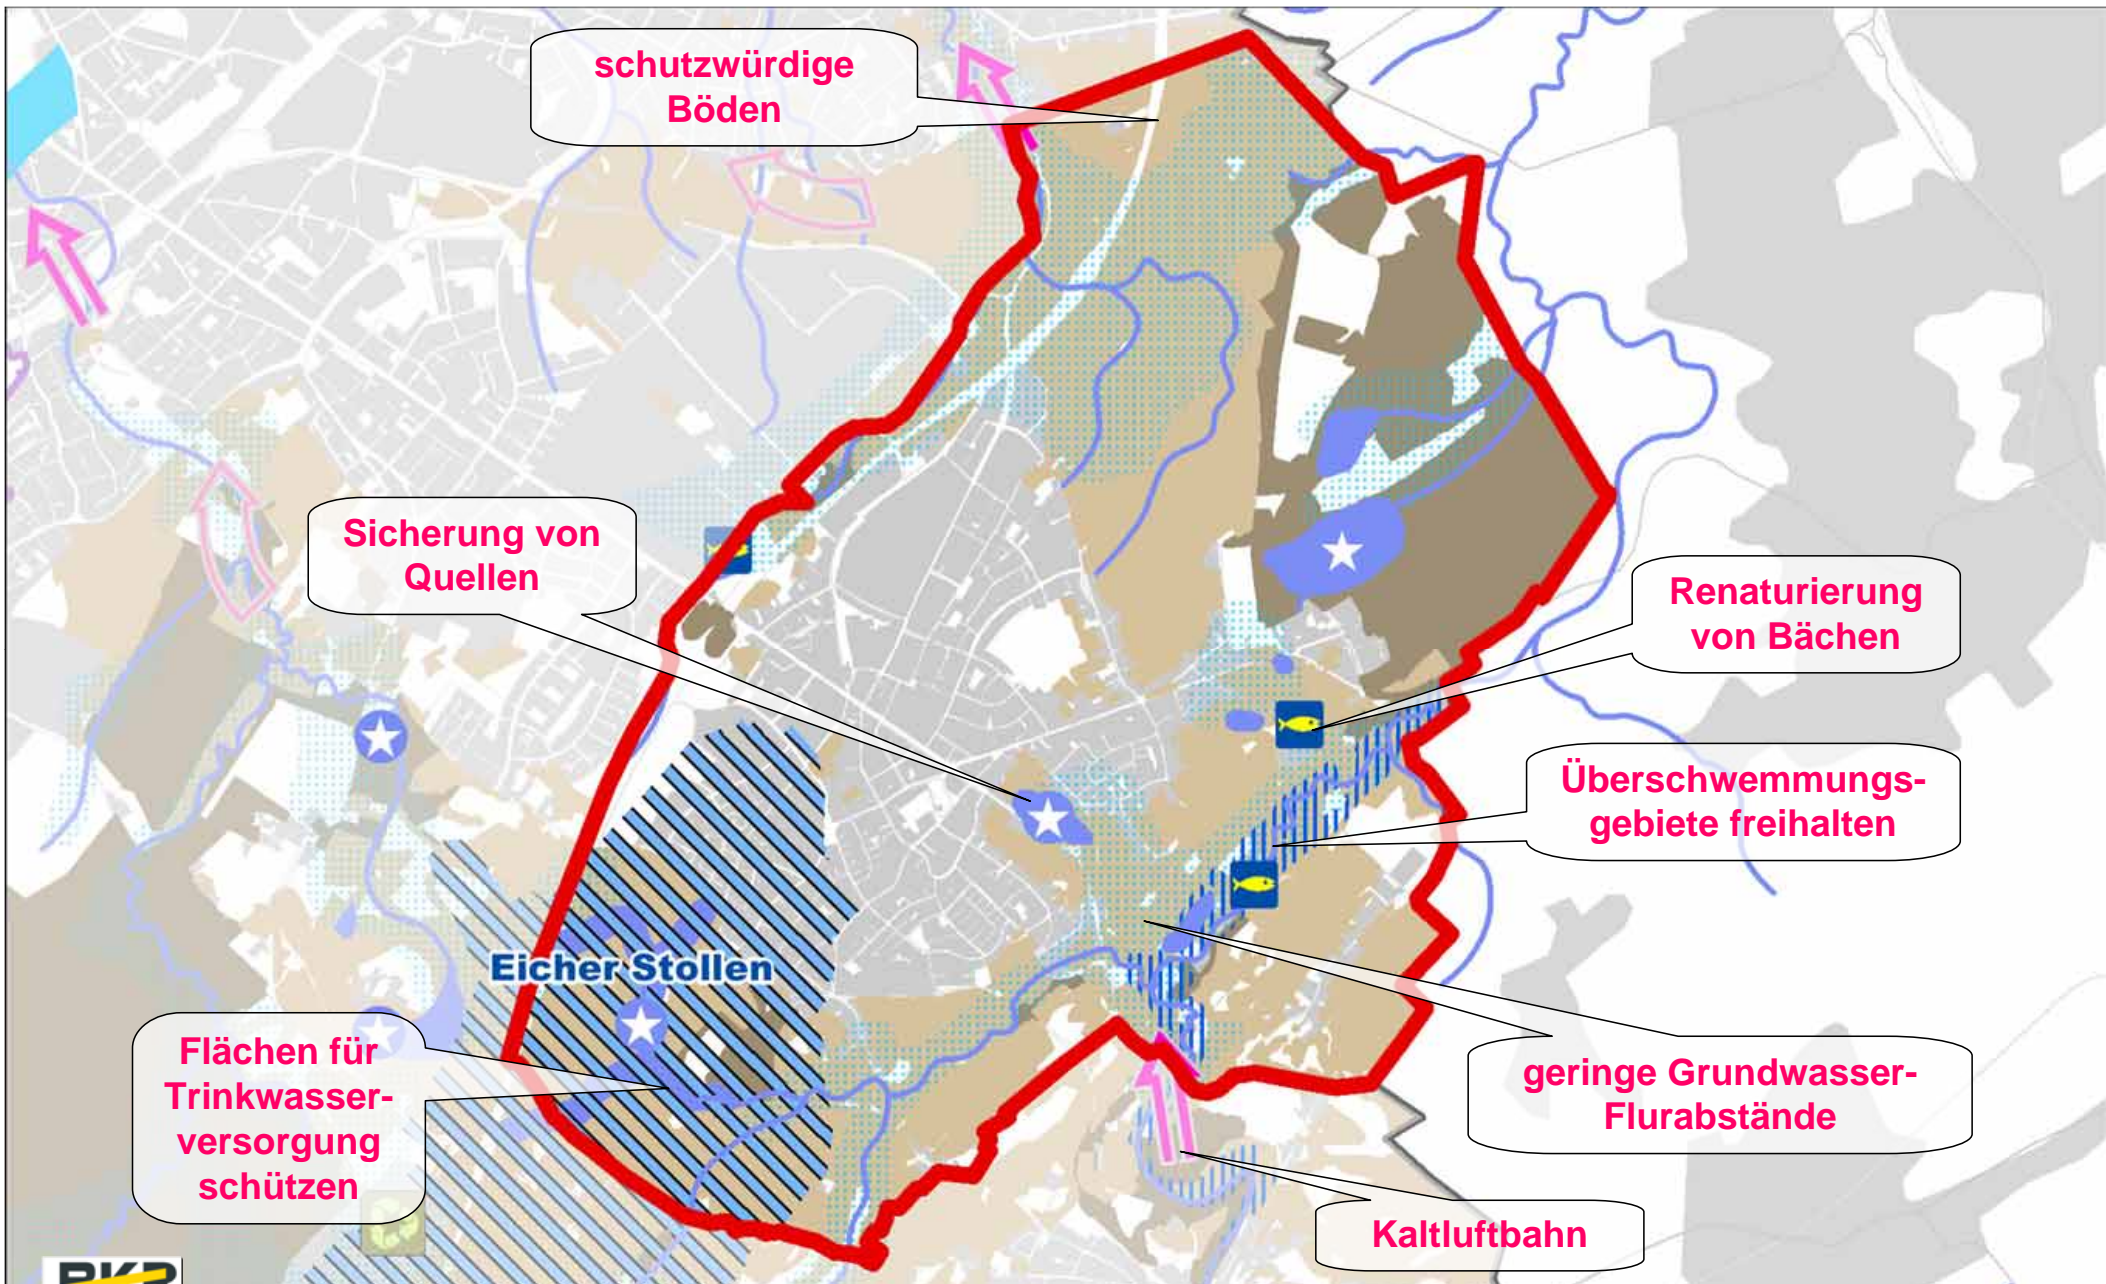 schutzwürdige
Böden
Sicherung von
Quellen
Renaturierung
von Bächen
Überschwemmungs-
gebiete freihalten
Eicher Stollen
Flächen für
Trinkwasser-
versorgung
schützen
geringe Grundwasser-
Flurabstände
Kaltluftbahn